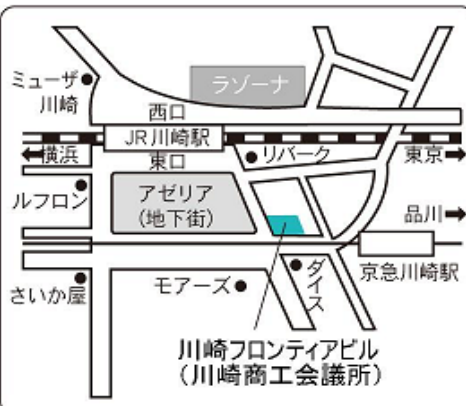 ミューザ
川崎
ラゾーナ
西口
JR川崎駅
横浜
東口
リバーク
東京
ルフロン
アゼリア
(地下街)
品川
さいか屋
モアーズ
ダイス
京急川崎駅
川崎フロンティアビル
(川崎商工会議所)